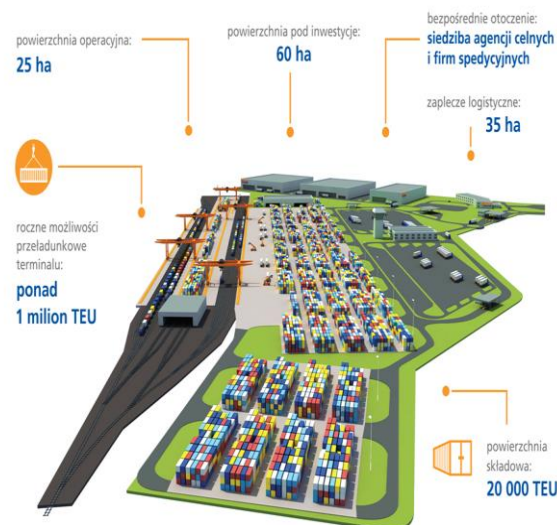 powierzchnia operacyjna:
25 ha
powierzchnia pod inwestycje:
60 ha
bezpośrednie otoczenie:
siedziba agencji celnych
i firm spedycyjnych
zaplecze logistyczne:
35 ha
roczne możliwości
przeładunkowe
terminalu:
ponad
1 milion TEU
powierzchnia
składowa:
20 000 TEU